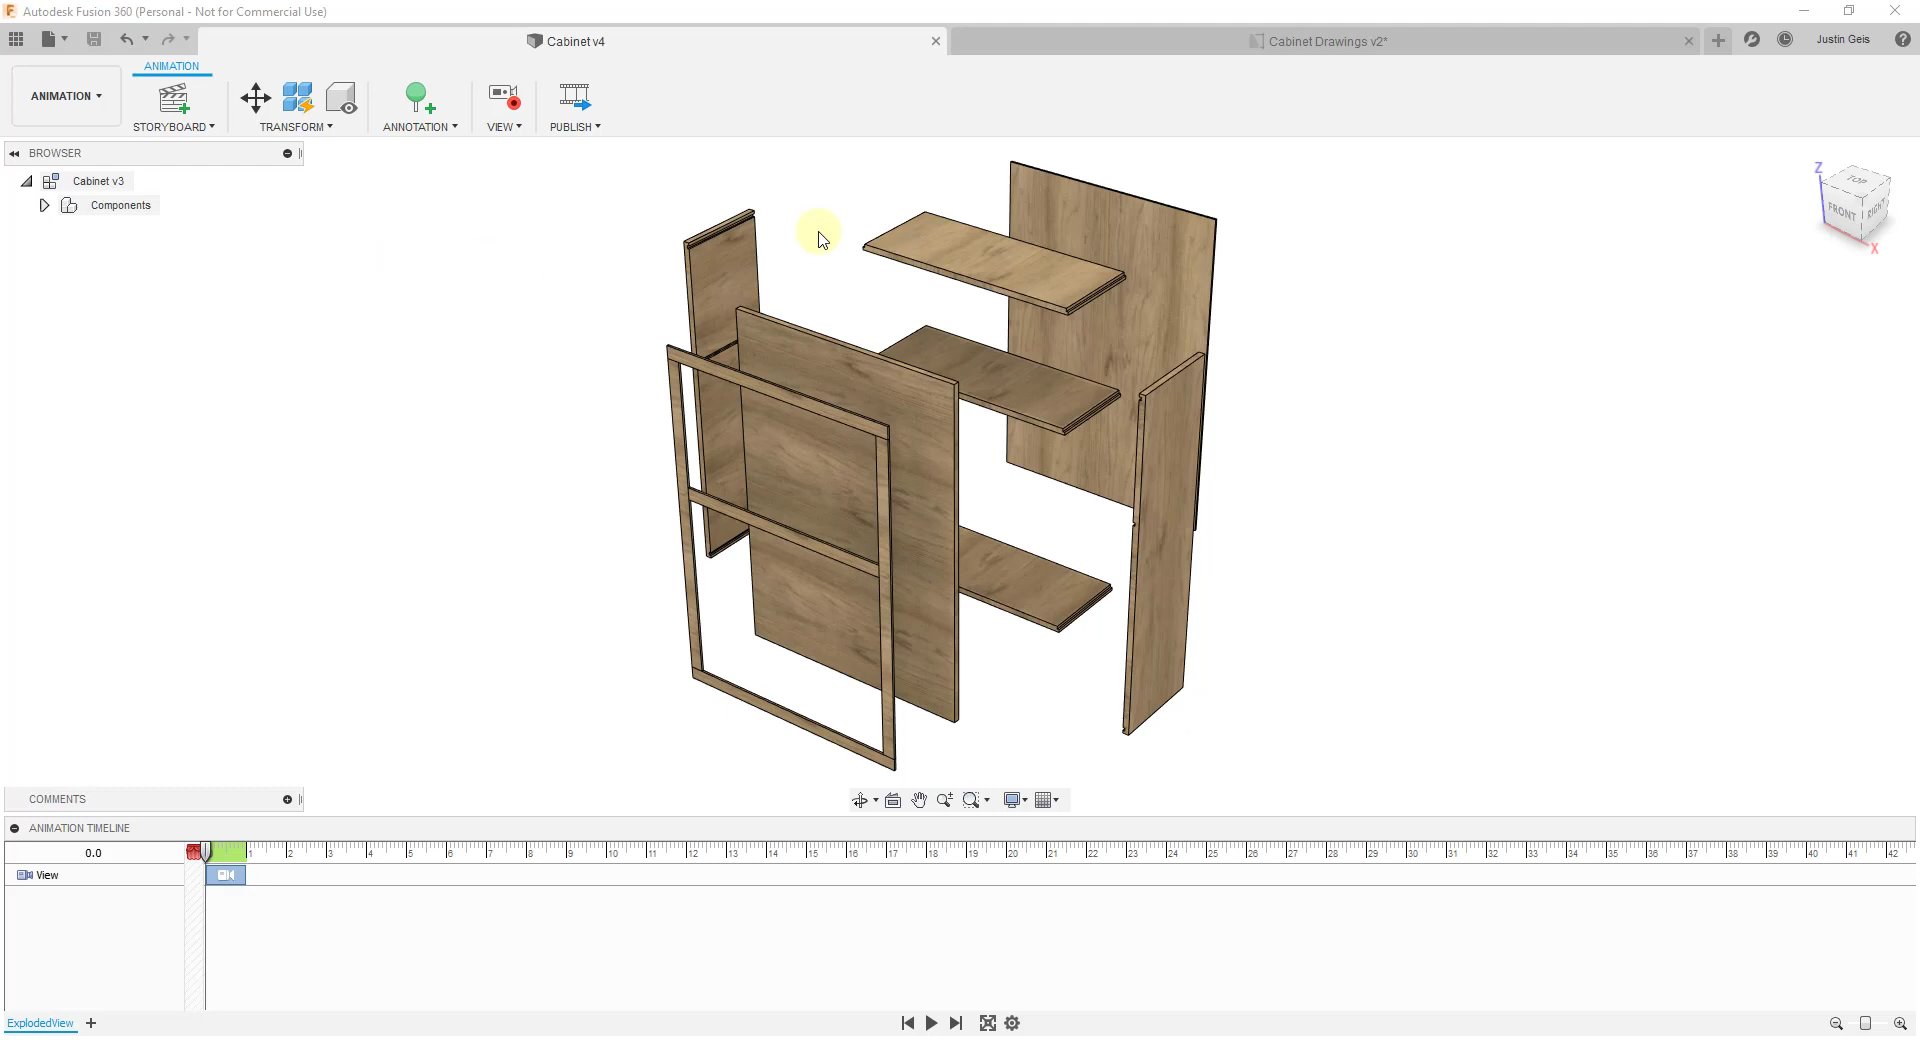 Autodesk Fusion 360 (Personal - Not for Commercial Use)
Cabinet v4
Cabinet Drawings v2*
Justin Geis
ANIMATION
ANIMATION
STORYBOARD
TRANSFORM
ANNOTATION
VIEW
PUBLISH
BROWSER
Cabinet v3
Components
Z
TOP
FRONT
RIGHT
X
COMMENTS
ANIMATION TIMELINE
0.0
1 2 3 4 5 6 7 8 9 10 11 12 13 14 15 16 17 18 19 20 21 22 23 24 25 26 27 28 29 30 31 32 33 34 35 36 37 38 39 40 41 42
View
ExplodedView